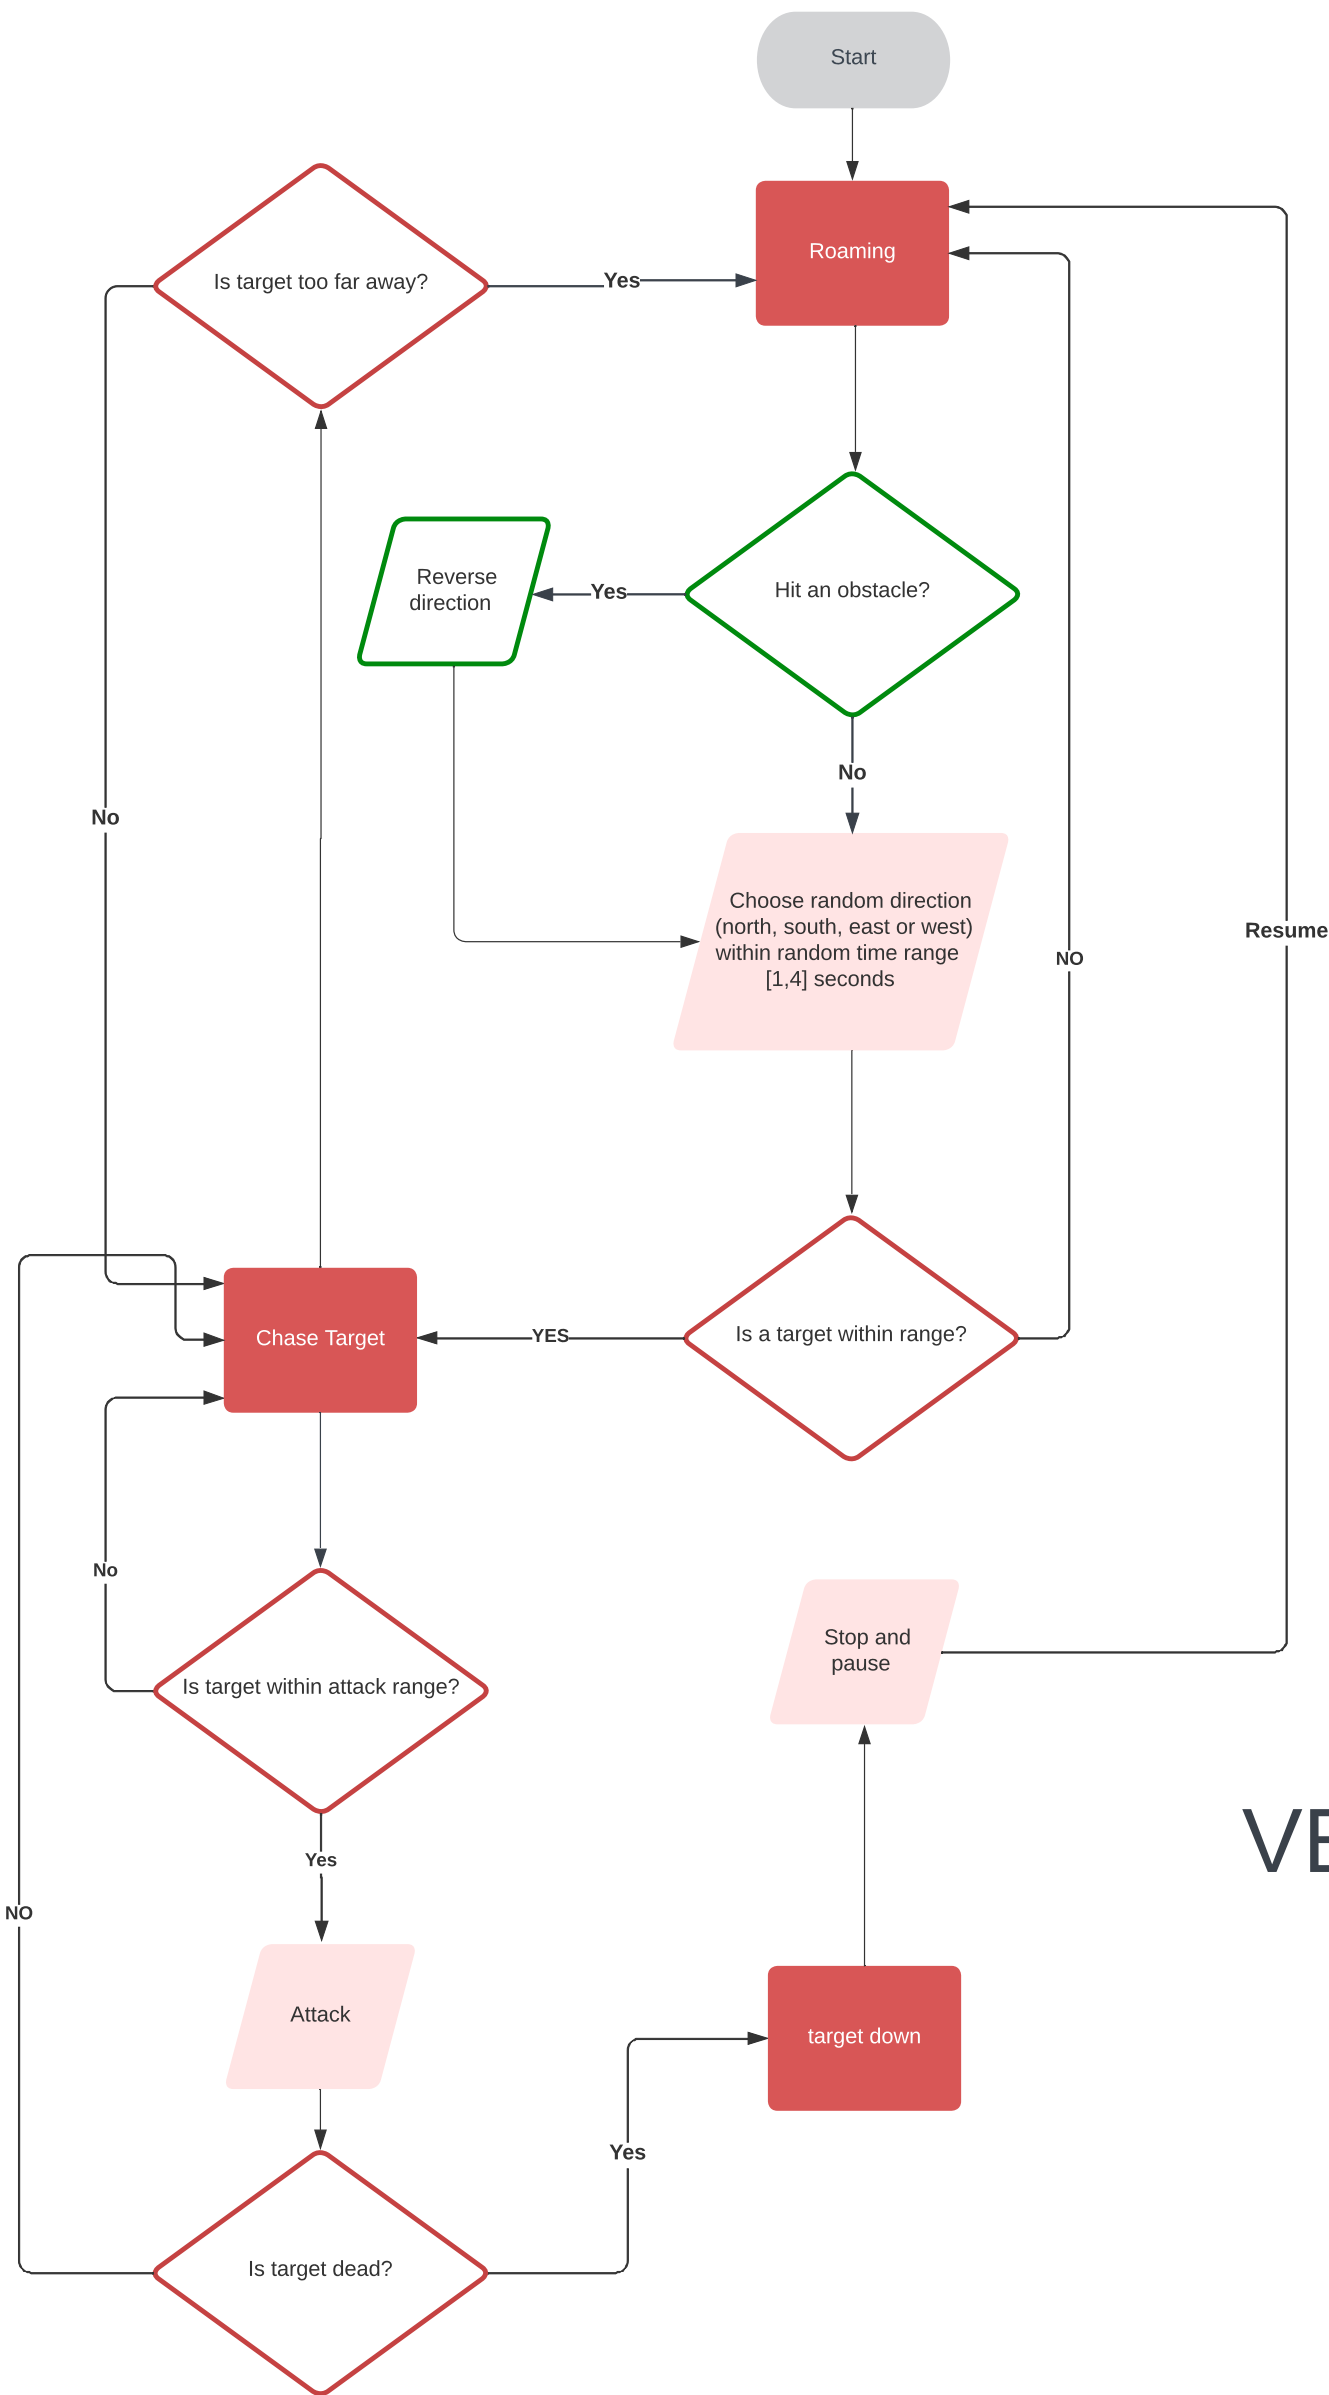 Start
Roaming
Is target too far away?
Yes
Hit an obstacle?
Yes
Reverse
direction
No
No
Choose random direction
(north, south, east or west)
within random time range
[1,4] seconds
Resume
NO
Is a target within range?
YES
Chase Target
No
Is target within attack range?
Stop and
pause
Yes
NO
Attack
target down
Yes
Is target dead?